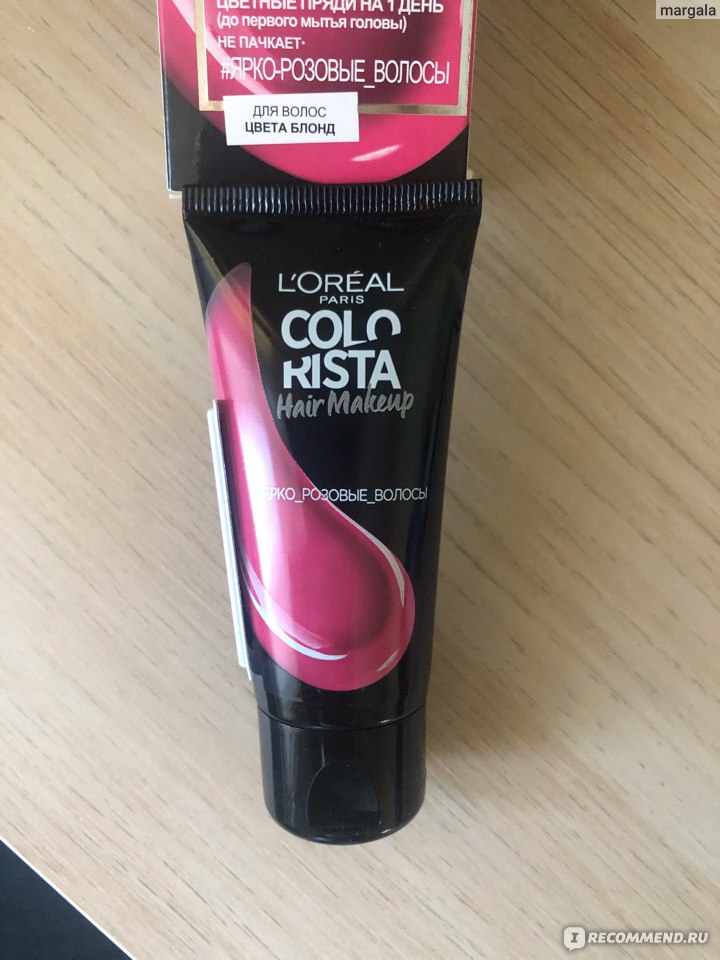 margala
ЦВЕТНЫЕ ПРЯДИ НА 1 ДЕНЬ
(до первого мытья головы)
НЕ ПАЧКАЕТ*
#ЯРКО-РОЗОВЫЕ_ВОЛОСЫ
ДЛЯ ВОЛОС
ЦВЕТА БЛОНД
L'ORÉAL
PARIS
COLO
RISTA
Hair Makeup
ЯРКО_РОЗОВЫЕ_ВОЛОСЫ
I RECOMMEND.RU